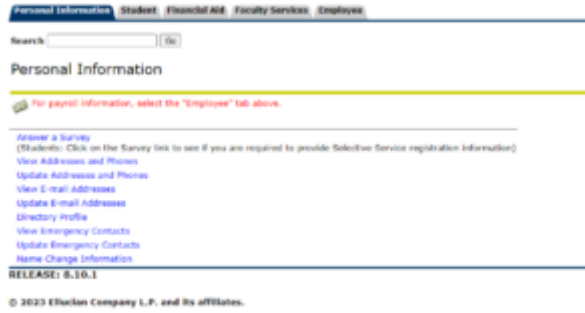 Personal Information Student Financial Aid Faculty Services Employee
Search Go
Personal Information
For payroll information, select the "Employee" tab above.
Answer a Survey
(Students: Click on the Survey link to see if you are required to provide Selective Service registration information)
View Addresses and Phones
Update Addresses and Phones
View E-mail Addresses
Update E-mail Addresses
Directory Profile
View Emergency Contacts
Update Emergency Contacts
Name Change Information
RELEASE: 8.10.1
© 2023 Ellucian Company L.P. and its affiliates.